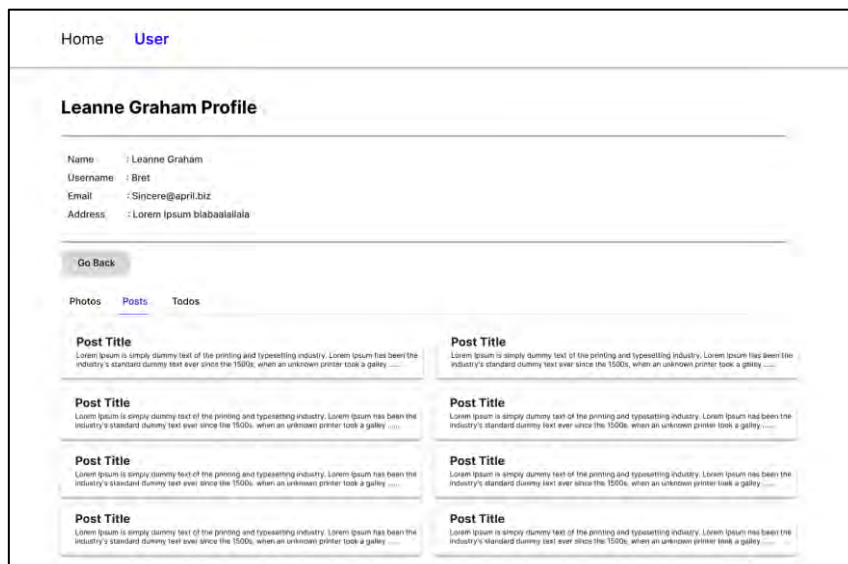 Home User
Leanne Graham Profile
Name : Leanne Graham
Username : Bret
Email : Sincere@april.biz
Address : Lorem Ipsum blabaalailala
Go Back
Photos Posts Todos
Post Title
Lorem Ipsum is simply dummy text of the printing and typesetting industry. Lorem Ipsum has been the
industry's standard dummy text ever since the 1500s, when an unknown printer took a galley ......
Post Title
Lorem Ipsum is simply dummy text of the printing and typesetting industry. Lorem Ipsum has been the
industry's standard dummy text ever since the 1500s, when an unknown printer took a galley ......
Post Title
Lorem Ipsum is simply dummy text of the printing and typesetting industry. Lorem Ipsum has been the
industry's standard dummy text ever since the 1500s, when an unknown printer took a galley ......
Post Title
Lorem Ipsum is simply dummy text of the printing and typesetting industry. Lorem Ipsum has been the
industry's standard dummy text ever since the 1500s, when an unknown printer took a galley ......
Post Title
Lorem Ipsum is simply dummy text of the printing and typesetting industry. Lorem Ipsum has been the
industry's standard dummy text ever since the 1500s, when an unknown printer took a galley ......
Post Title
Lorem Ipsum is simply dummy text of the printing and typesetting industry. Lorem Ipsum has been the
industry's standard dummy text ever since the 1500s, when an unknown printer took a galley ......
Post Title
Lorem Ipsum is simply dummy text of the printing and typesetting industry. Lorem Ipsum has been the
industry's standard dummy text ever since the 1500s, when an unknown printer took a galley ......
Post Title
Lorem Ipsum is simply dummy text of the printing and typesetting industry. Lorem Ipsum has been the
industry's standard dummy text ever since the 1500s, when an unknown printer took a galley ......